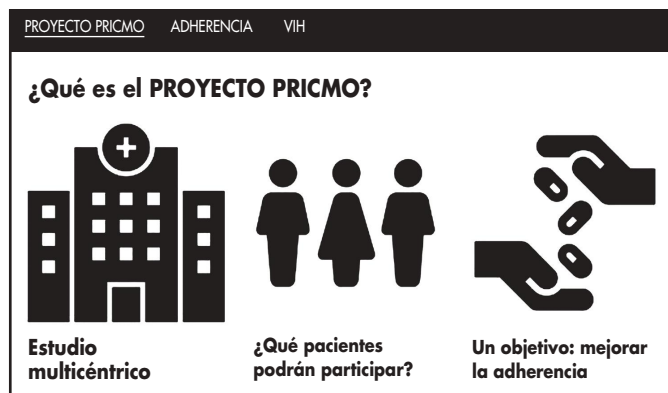 PROYECTO PRICMO ADHERENCIA VIH
¿Qué es el PROYECTO PRICMO?
Estudio
multicéntrico
¿Qué pacientes
podrán participar?
Un objetivo: mejorar
la adherencia